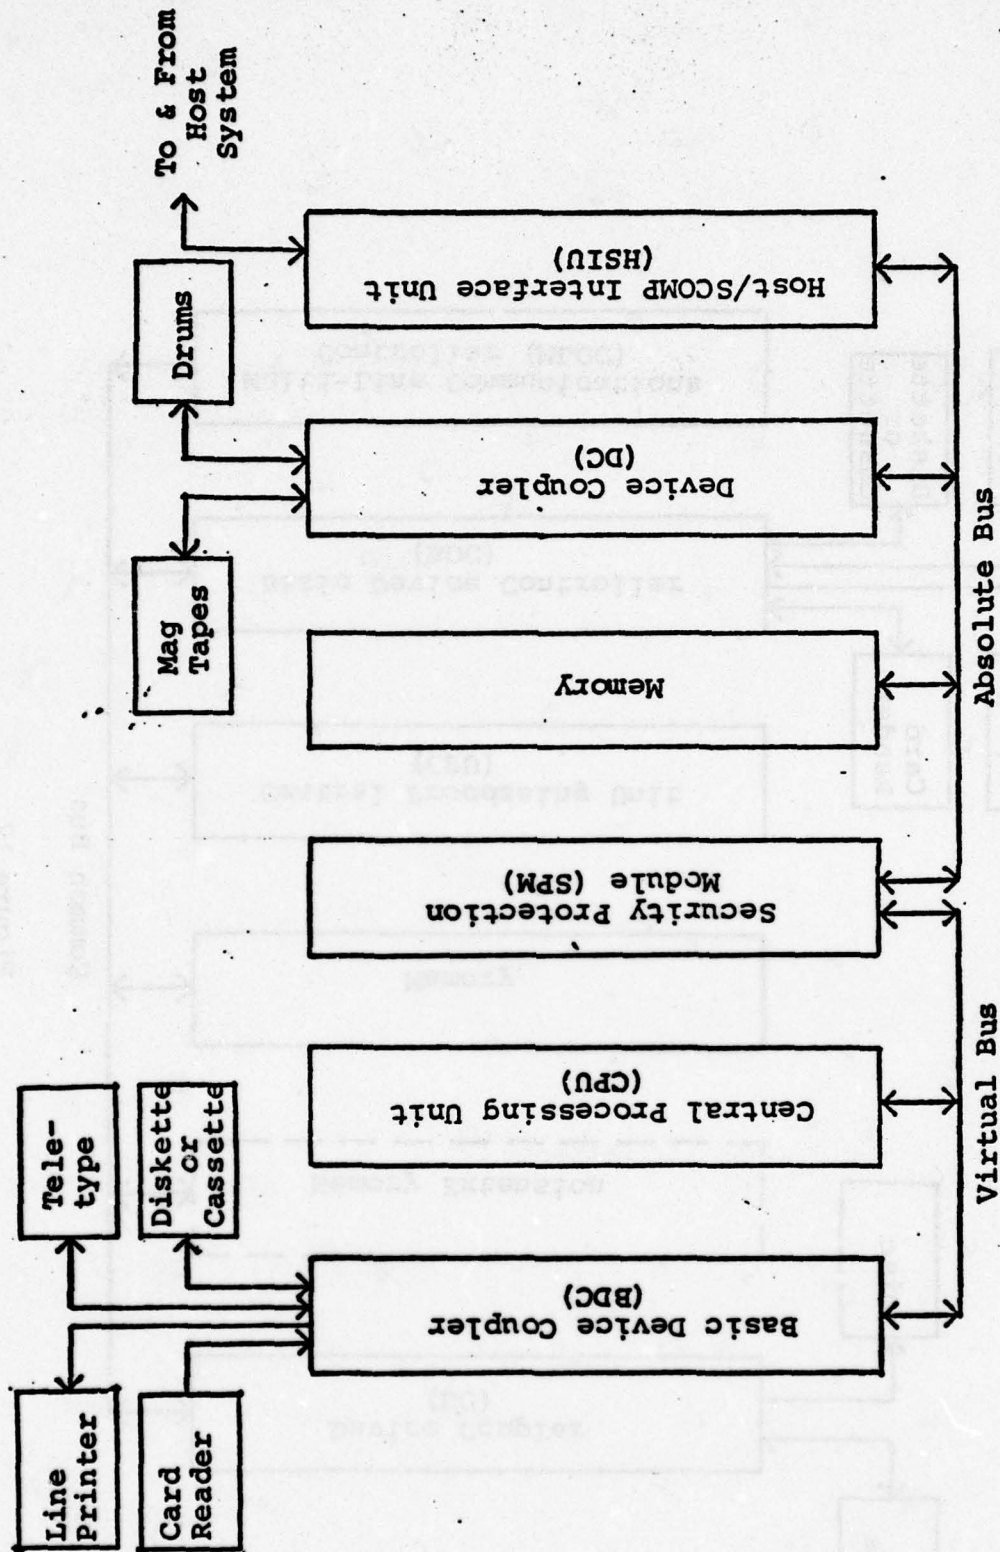 Line
Printer
Tele-
type
Card
Reader
Diskette
or
Cassette
Mag
Tapes
Drums
To & From
Host
System
Basic Device Coupler
(BDC)
Central Processing Unit
(CPU)
Security Protection
Module (SPM)
Memory
Device Coupler
(DC)
Host/SCOMP Interface Unit
(HSIU)
Virtual Bus
Absolute Bus